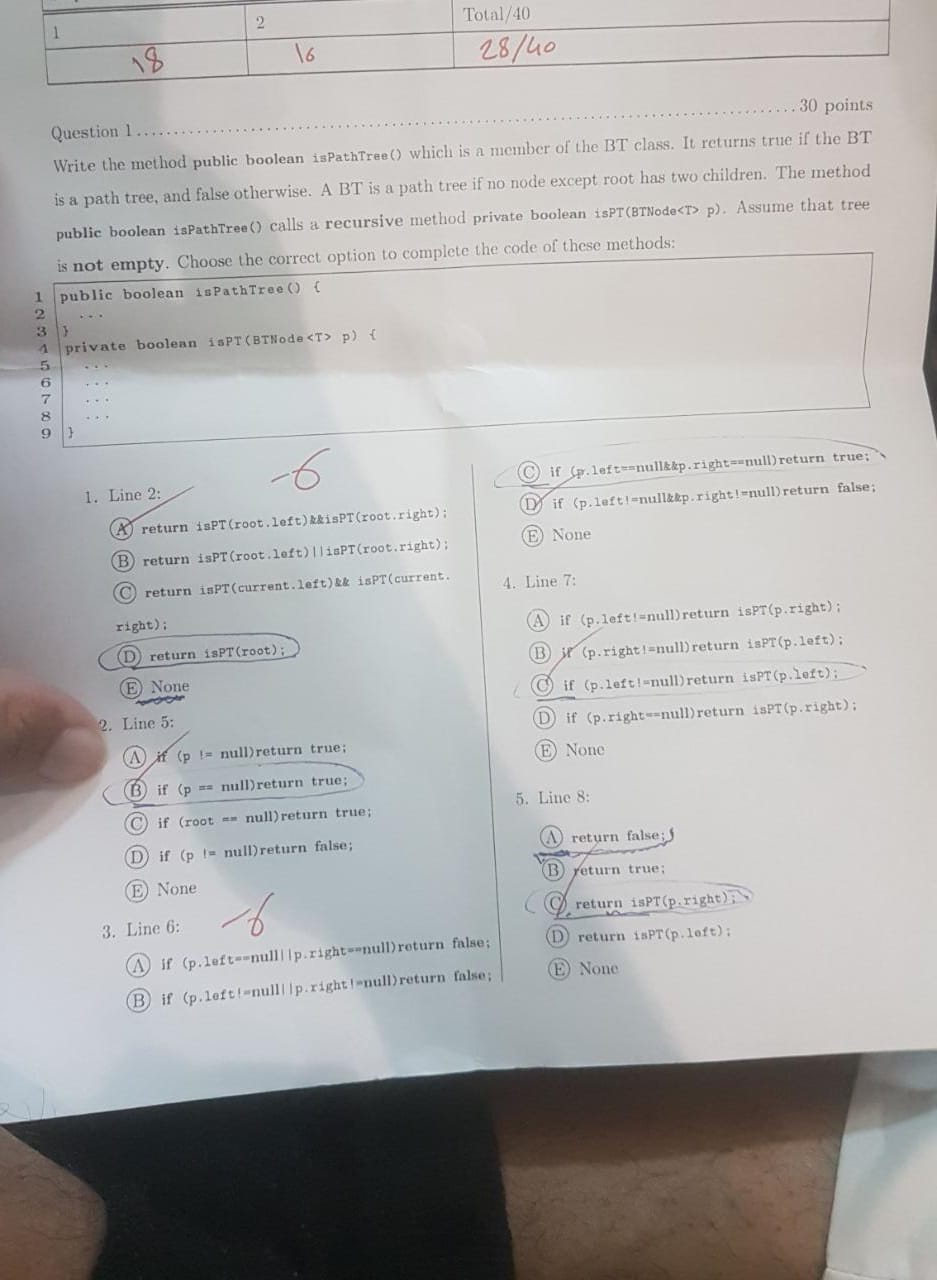 1 2 Total/40
18 16 28/40
Question 1 30 points
Write the method public boolean isPathTree() which is a member of the BT class. It returns true if the BT
is a path tree, and false otherwise. A BT is a path tree if no node except root has two children. The method
public boolean isPathTree() calls a recursive method private boolean isPT(BTNode<T> p). Assume that tree
is not empty. Choose the correct option to complete the code of these methods:
1 public boolean isPathTree() {
2 ...
3 }
4 private boolean isPT(BTNode<T> p) {
5 ...
6 ...
7 ...
8 ...
9 }
-6
1. Line 2:
A return isPT(root.left)&&isPT(root.right);
B return isPT(root.left)||isPT(root.right);
C return isPT(current.left)&& isPT(current.
right);
D return isPT(root);
E None
2. Line 5:
A if (p != null)return true;
B if (p == null)return true;
C if (root == null)return true;
D if (p != null)return false;
E None
-6
3. Line 6:
A if (p.left==null||p.right==null)return false;
B if (p.left!=null||p.right!=null)return false;
C if (p.left==null&&p.right==null)return true;
D if (p.left!=null&&p.right!=null)return false;
E None
4. Line 7:
A if (p.left!=null)return isPT(p.right);
B if (p.right!=null)return isPT(p.left);
C if (p.left!=null)return isPT(p.left);
D if (p.right==null)return isPT(p.right);
E None
5. Line 8:
A return false;
B return true;
C return isPT(p.right);
D return isPT(p.left);
E None